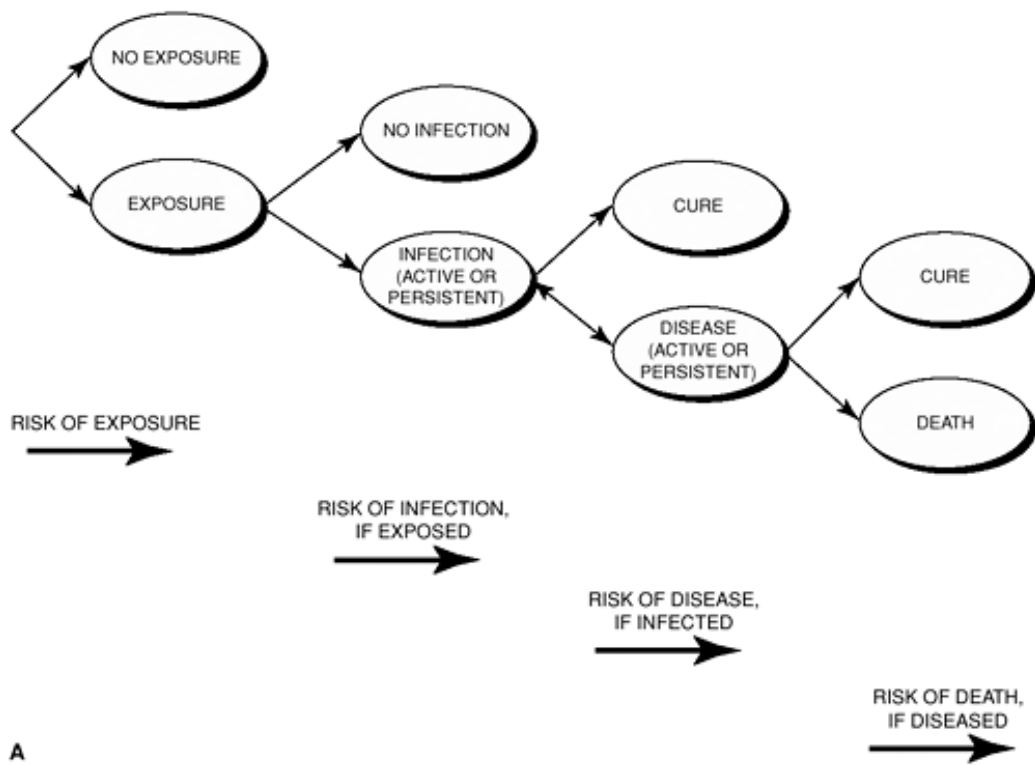 NO EXPOSURE
EXPOSURE
NO INFECTION
INFECTION
(ACTIVE OR
PERSISTENT)
CURE
DISEASE
(ACTIVE OR
PERSISTENT)
CURE
DEATH
RISK OF EXPOSURE
RISK OF INFECTION,
IF EXPOSED
RISK OF DISEASE,
IF INFECTED
RISK OF DEATH,
IF DISEASED
A